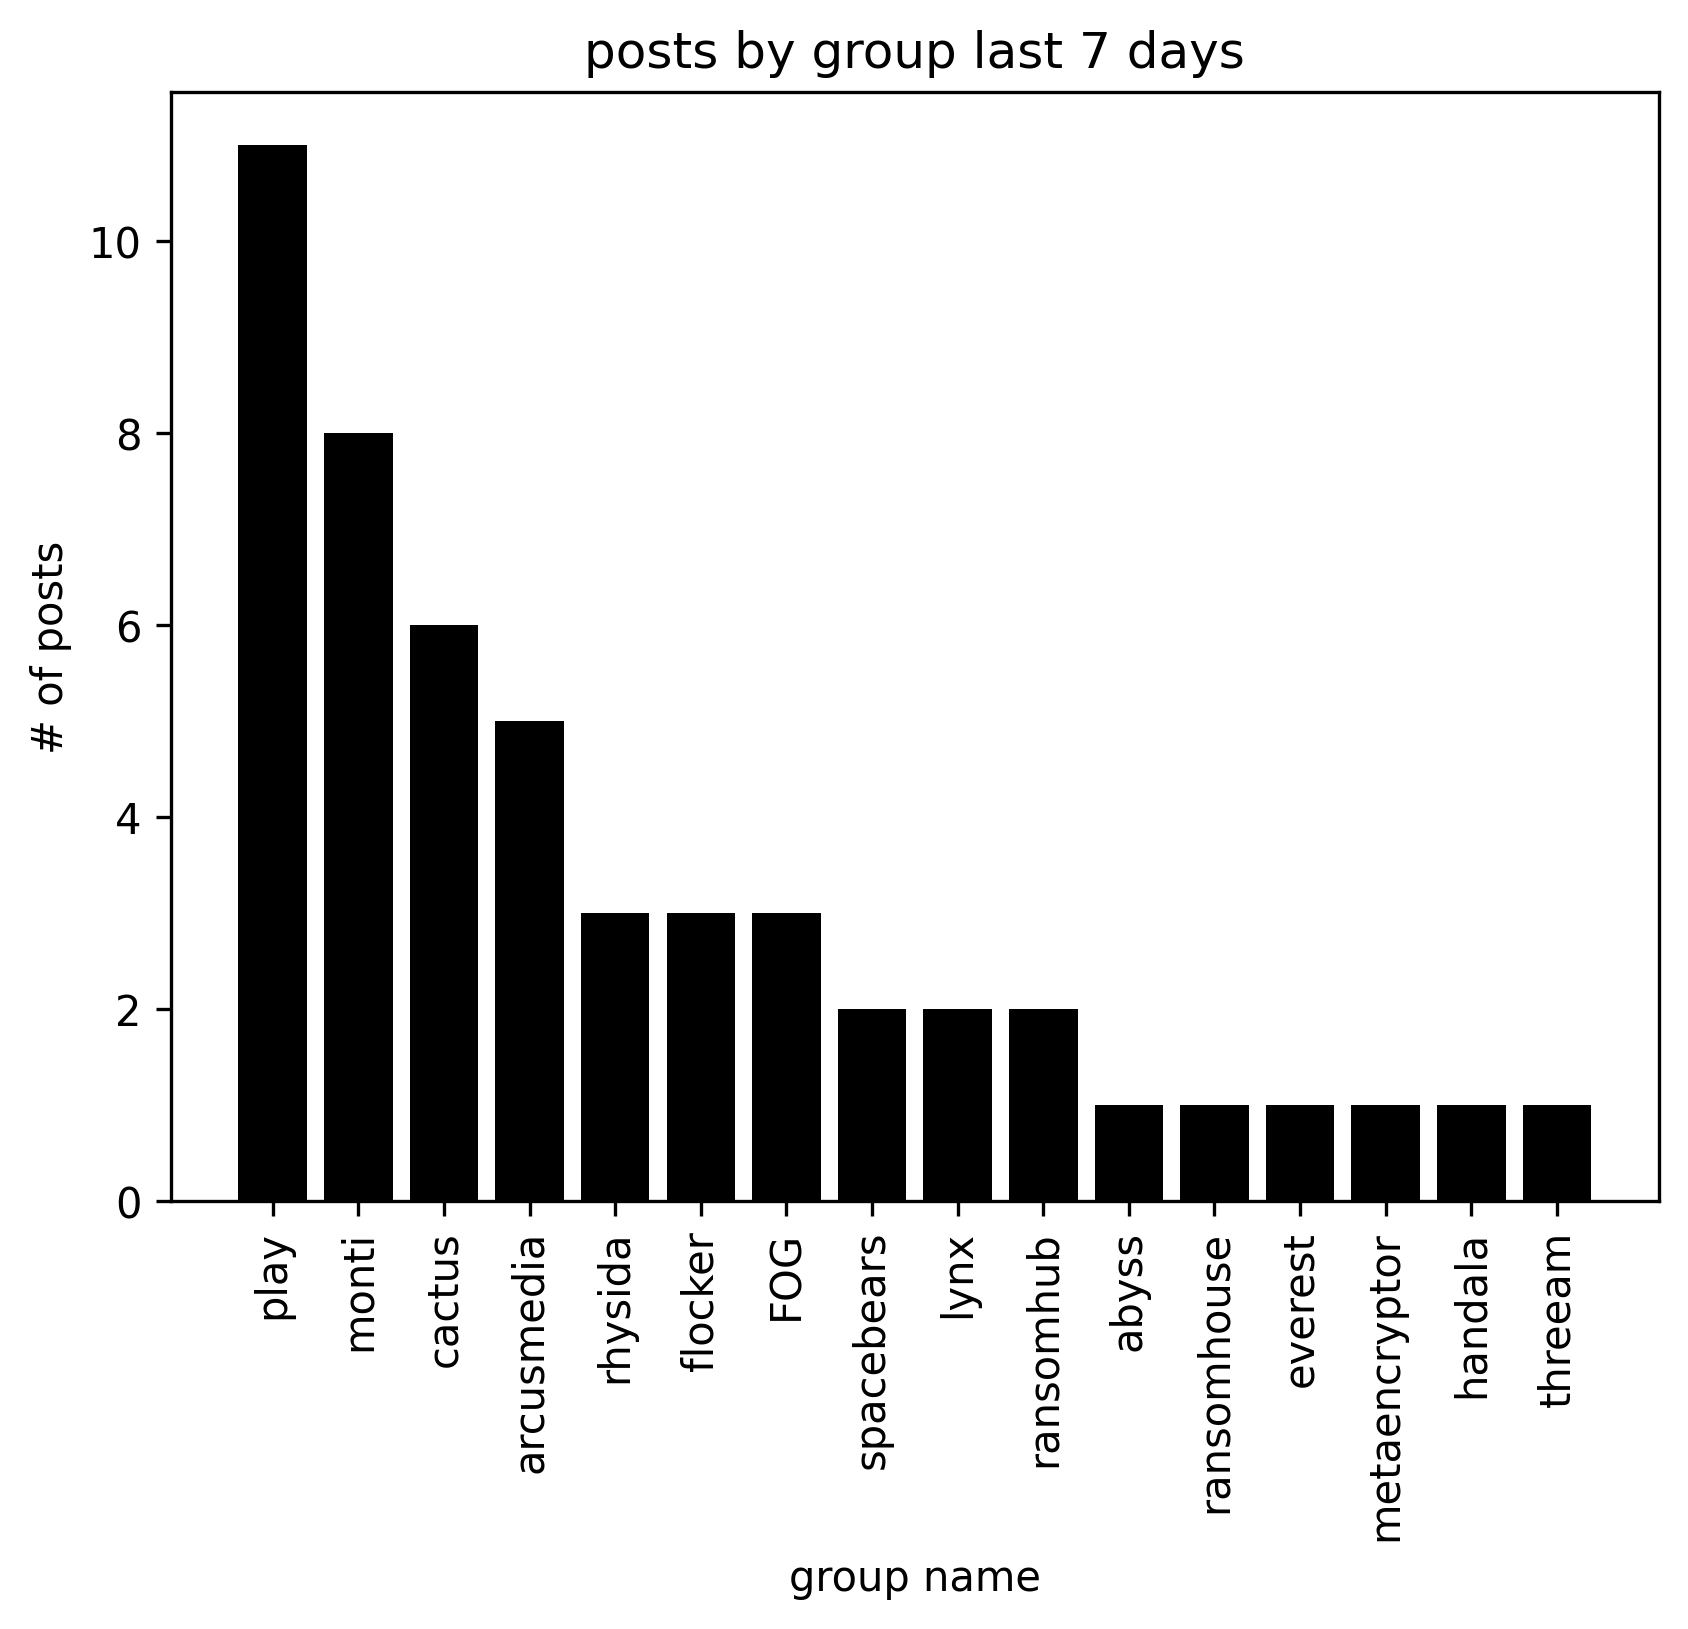 posts by group last 7 days
# of posts
10
8
6
4
2
0
play
monti
cactus
arcusmedia
rhysida
flocker
FOG
spacebears
lynx
ransomhub
abyss
ransomhouse
everest
metaencryptor
handala
threeam
group name